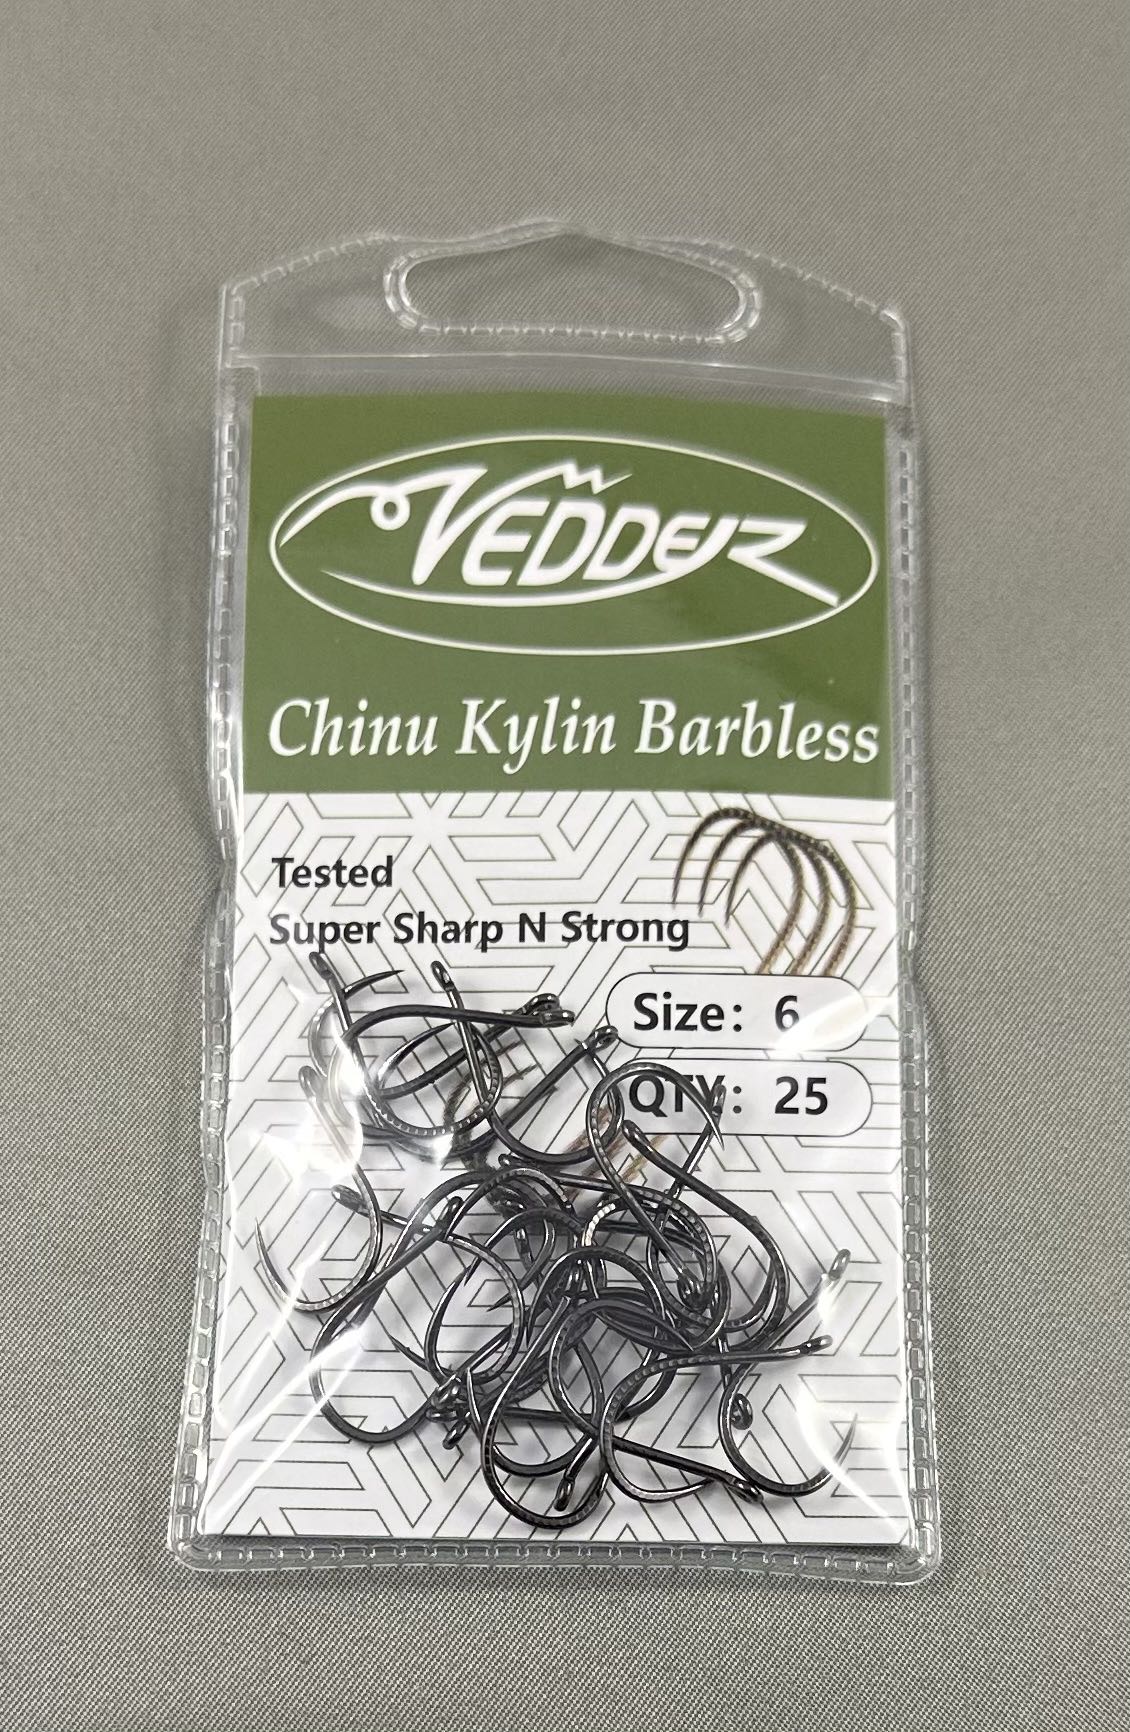 VEDDER
Chinu Kylin Barbless
Tested
Super Sharp N Strong
Size: 6
QTY: 25